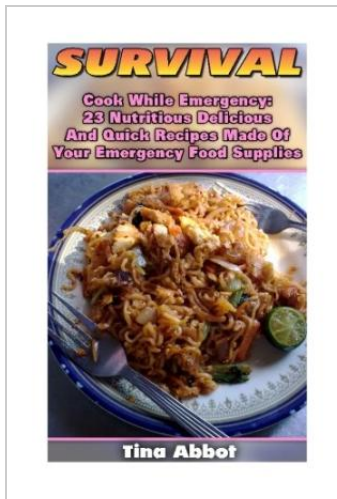 SURVIVAL
Cook While Emergency:
23 Nutritious Delicious
And Quick Recipes Made Of
Your Emergency Food Supplies
Tina Abbot